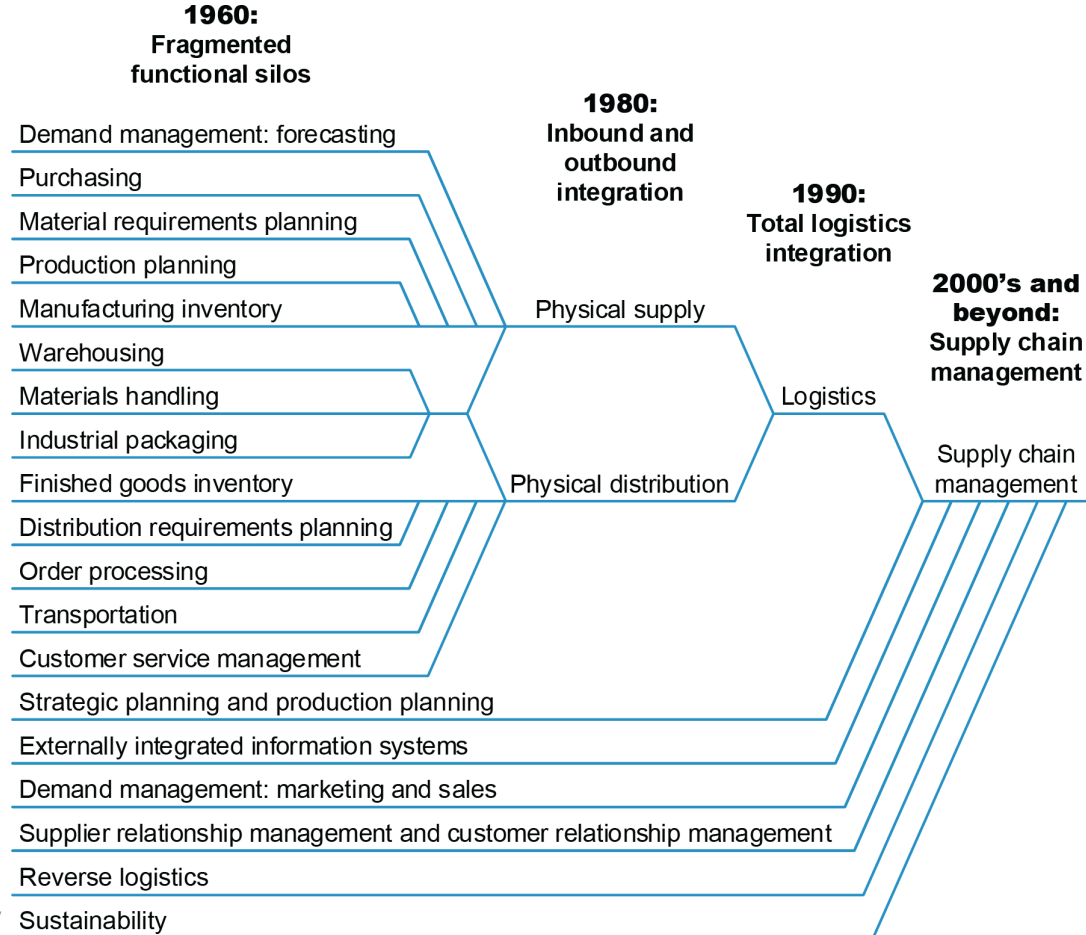 1960:
Fragmented
functional silos
1980:
Inbound and
outbound
integration
1990:
Total logistics
integration
2000’s and
beyond:
Supply chain
management
Demand management: forecasting
Purchasing
Material requirements planning
Production planning
Manufacturing inventory
Physical supply
Warehousing
Materials handling
Logistics
Industrial packaging
Supply chain
management
Finished goods inventory
Physical distribution
Distribution requirements planning
Order processing
Transportation
Customer service management
Strategic planning and production planning
Externally integrated information systems
Demand management: marketing and sales
Supplier relationship management and customer relationship management
Reverse logistics
Sustainability